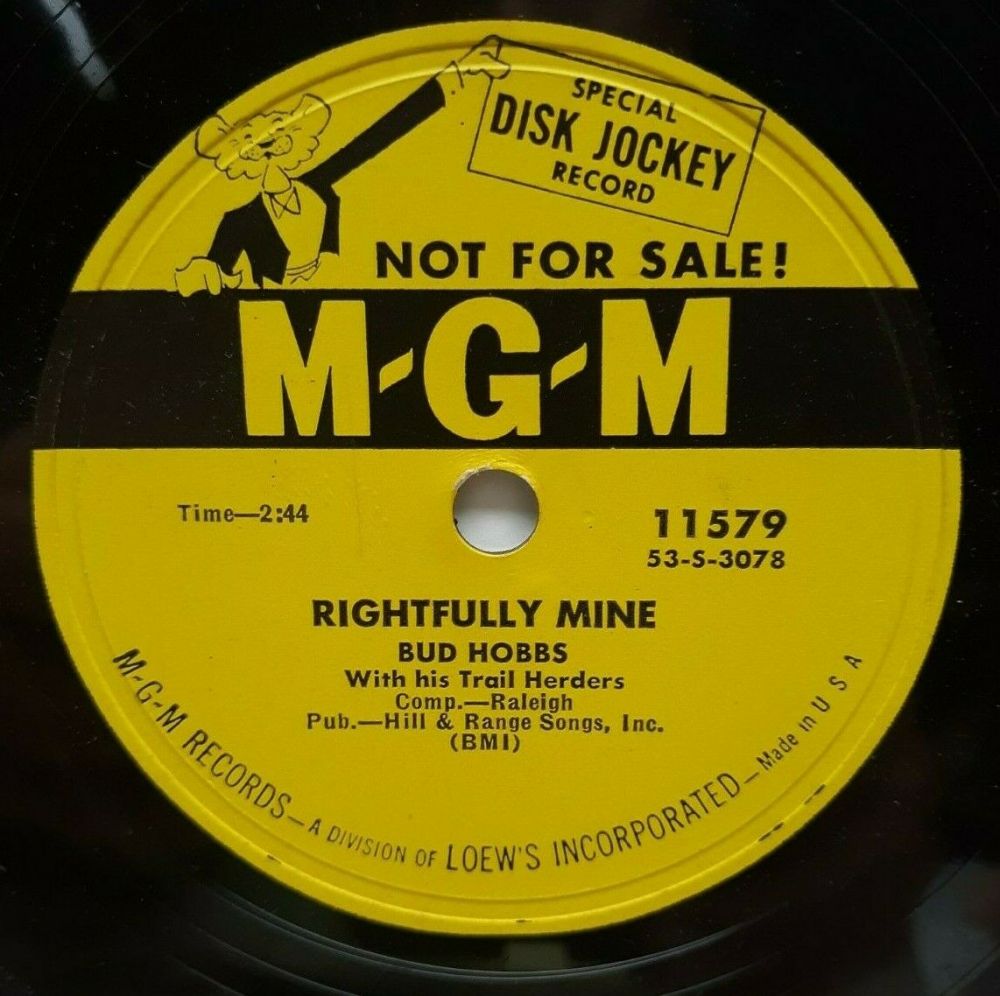 SPECIAL
DISK JOCKEY
RECORD
NOT FOR SALE!
M-G-M
Time—2:44
11579
53-S-3078
RIGHTFULLY MINE
BUD HOBBS
With his Trail Herders
Comp.—Raleigh
Pub.—Hill & Range Songs, Inc.
(BMI)
M-G-M RECORDS—A DIVISION OF LOEW'S INCORPORATED—Made in U S A